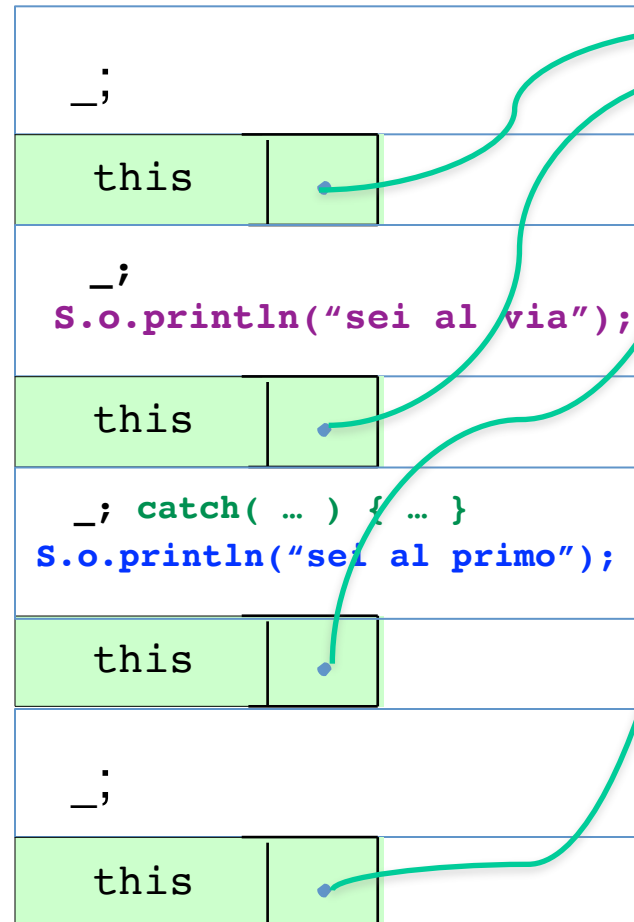 _;
this
_;
S.o.println(“sei al via”);
this
_; catch( … ) { … }
S.o.println(“sei al primo”);
this
_;
this